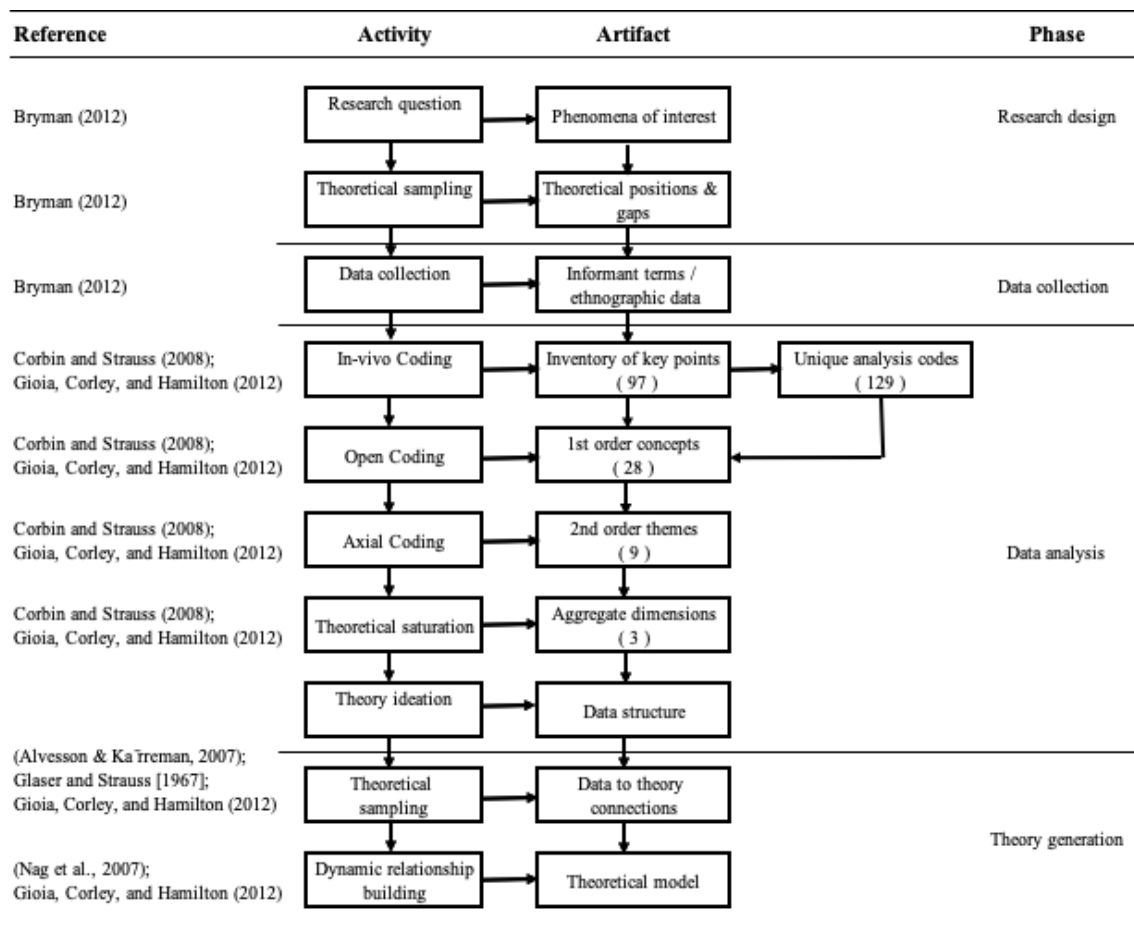 Reference Activity Artifact Phase
Bryman (2012)
Research question
Phenomena of interest
Research design
Bryman (2012)
Theoretical sampling
Theoretical positions &
gaps
Bryman (2012)
Data collection
Informant terms /
ethnographic data
Data collection
Corbin and Strauss (2008);
Gioia, Corley, and Hamilton (2012)
In-vivo Coding
Inventory of key points
( 97 )
Unique analysis codes
( 129 )
Corbin and Strauss (2008);
Gioia, Corley, and Hamilton (2012)
Open Coding
1st order concepts
( 28 )
Corbin and Strauss (2008);
Gioia, Corley, and Hamilton (2012)
Axial Coding
2nd order themes
( 9 )
Data analysis
Corbin and Strauss (2008);
Gioia, Corley, and Hamilton (2012)
Theoretical saturation
Aggregate dimensions
( 3 )
Theory ideation
Data structure
(Alvesson & Ka ̈rreman, 2007);
Glaser and Strauss [1967];
Gioia, Corley, and Hamilton (2012)
Theoretical
sampling
Data to theory
connections
Theory generation
(Nag et al., 2007);
Gioia, Corley, and Hamilton (2012)
Dynamic relationship
building
Theoretical model